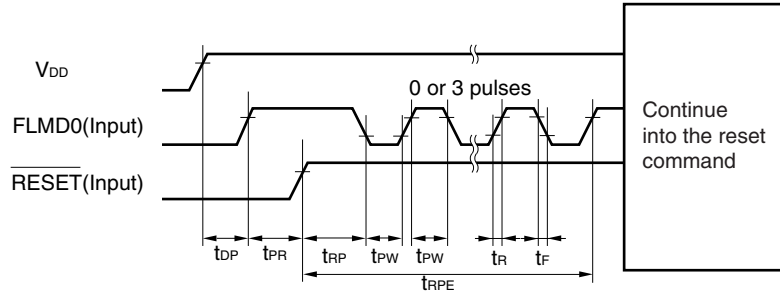 VDD
0 or 3 pulses
FLMD0(Input)
RESET(Input)
Continue
into the reset
command
tDP
tPR
tRP
tPW
tPW
tR
tF
tRPE